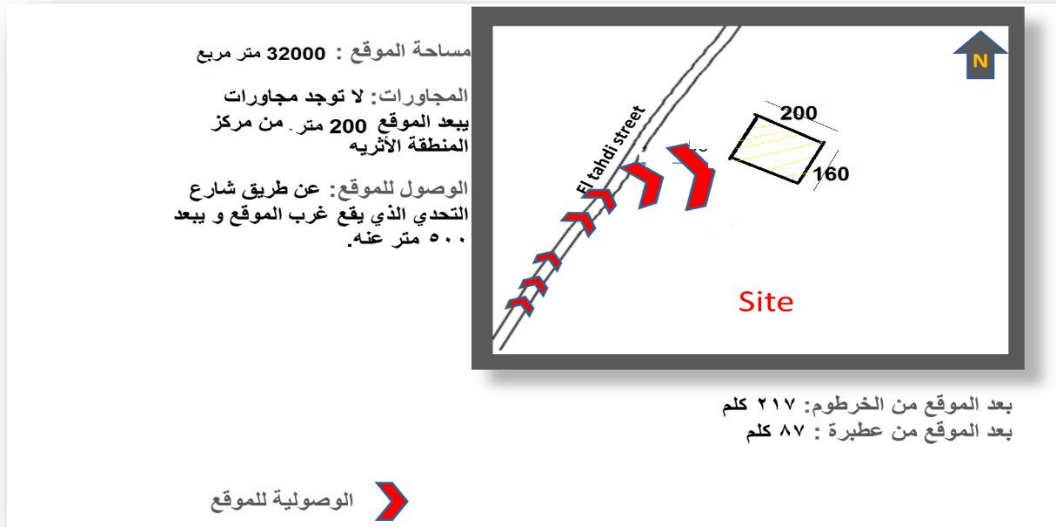 مساحة الموقع : 32000 متر مربع
المجاورات: لا توجد مجاورات
يبعد الموقع 200 متر. من مركز
المنطقة الأثريه
الوصول للموقع: عن طريق شارع
التحدي الذي يقع غرب الموقع و يبعد
٥٠٠ متر عنه.
N
El tahdi street
200
160
Site
بعد الموقع من الخرطوم: ٢١٧ كلم
بعد الموقع من عطبرة : ٨٧ كلم
الوصولية للموقع